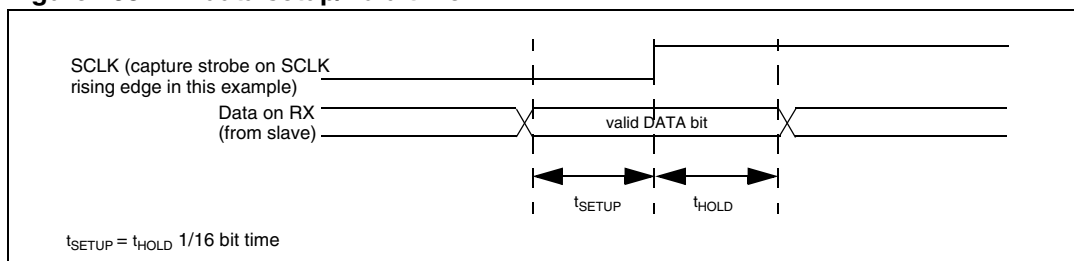 SCLK (capture strobe on SCLK
rising edge in this example)
Data on RX
(from slave)
valid DATA bit
tSETUP
tHOLD
tSETUP = tHOLD 1/16 bit time